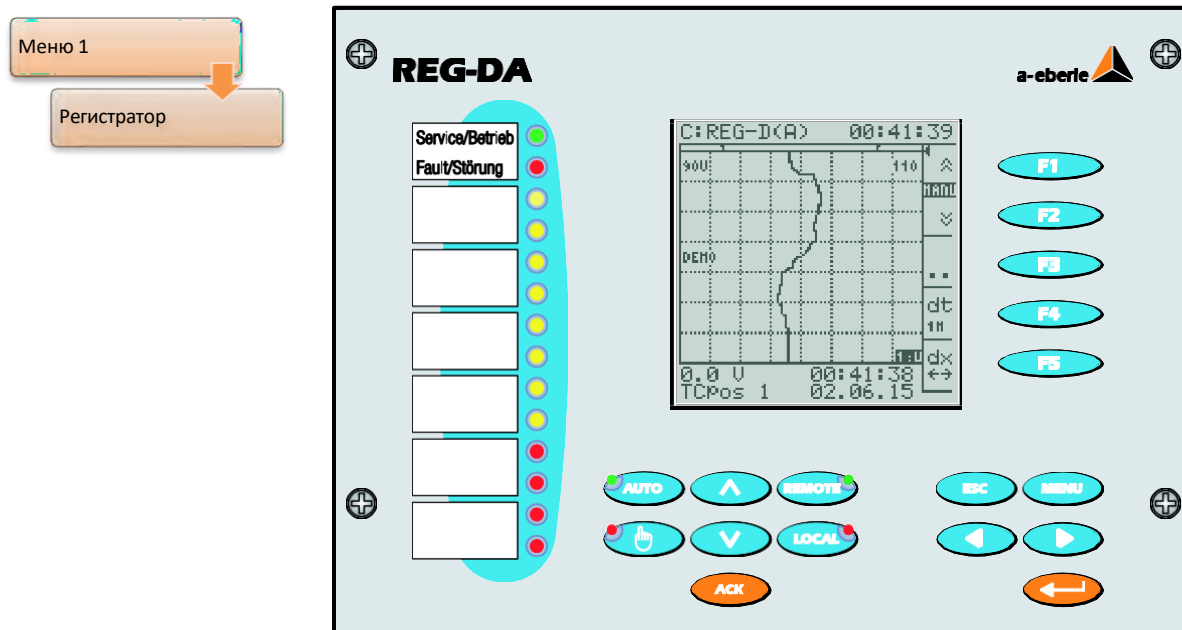 Меню 1
Регистратор
REG-DA
a-eberle
Service/Betrieb
Fault/Störung
C:REG-D(A) 00:41:39
90U 110
MANU
DEMO
..
dt
1M
1:U
dx
0.0 V 00:41:38
TCPos 1 02.06.15
F1
F2
F3
F4
F5
AUTO
REMOTE
ESC
MENU
LOCAL
ACK